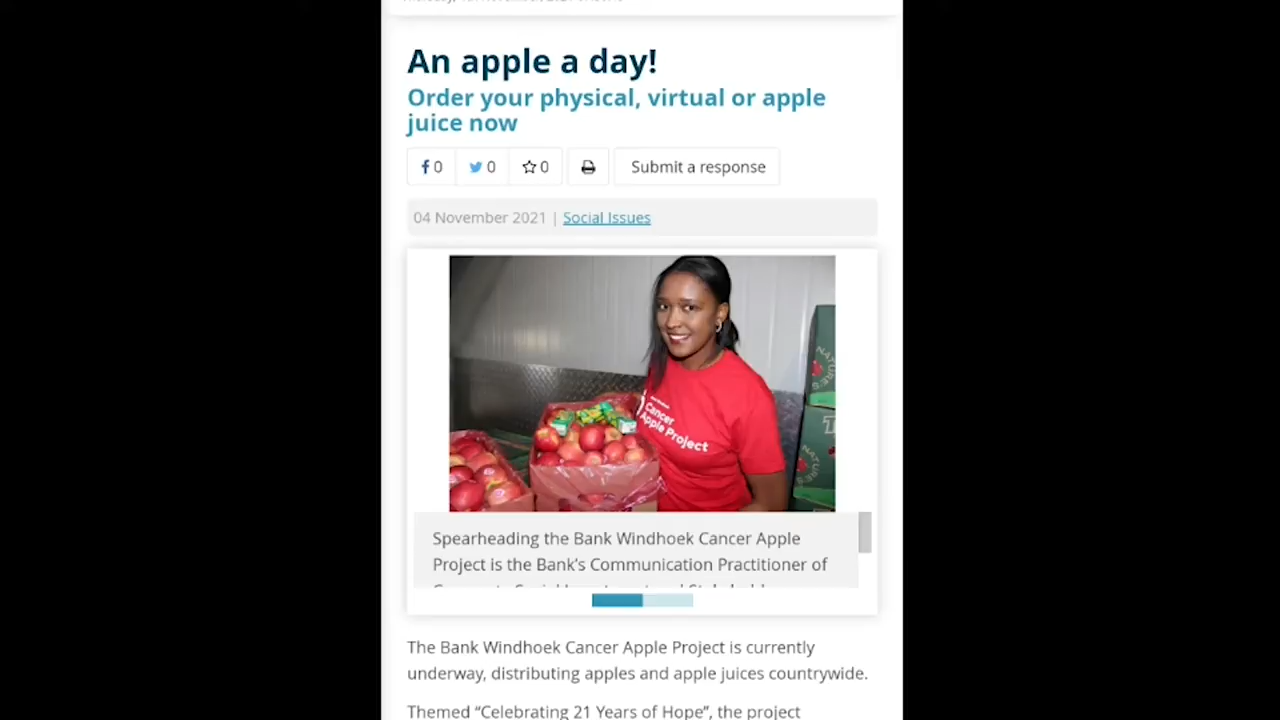 An apple a day!
Order your physical, virtual or apple
juice now
0
0
0
Submit a response
04 November 2021 | Social Issues
Cancer
Apple Project
NATURE'S
NATURE'S
Spearheading the Bank Windhoek Cancer Apple
Project is the Bank's Communication Practitioner of
The Bank Windhoek Cancer Apple Project is currently
underway, distributing apples and apple juices countrywide.
Themed “Celebrating 21 Years of Hope”, the project